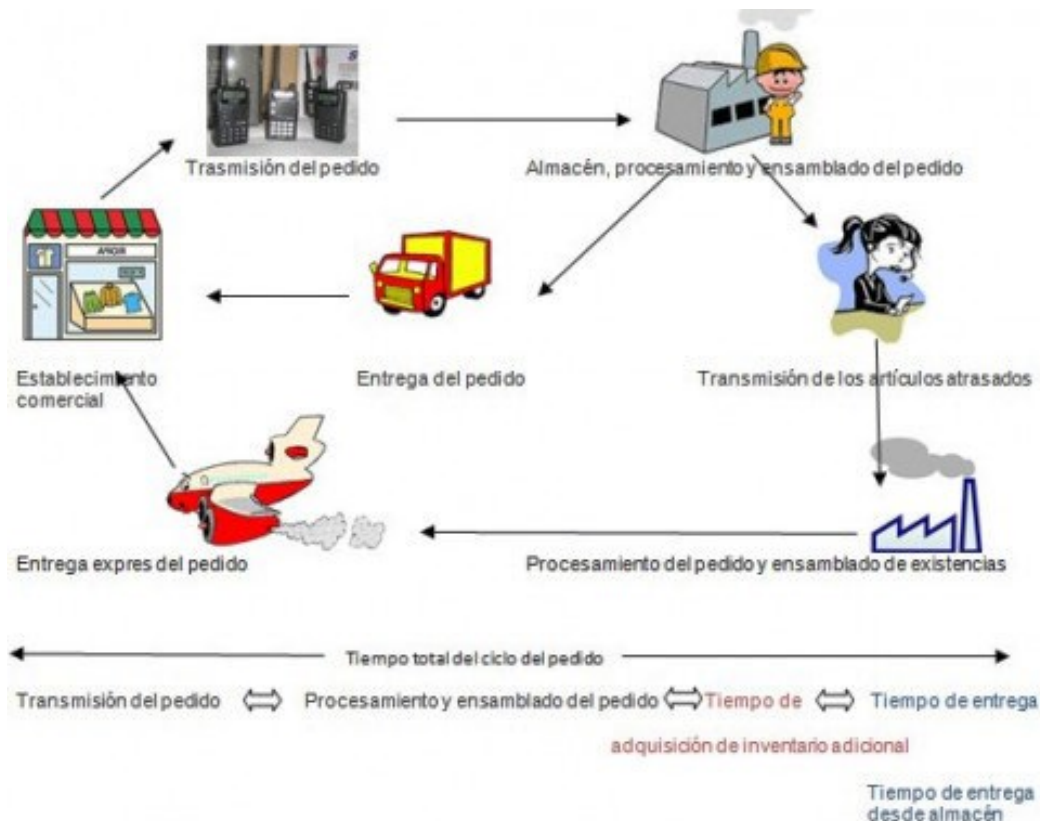 Trasmisión del pedido
Almacén, procesamiento y ensamblado del pedido
Establecimiento
comercial
Entrega del pedido
Transmisión de los artículos atrasados
Entrega expres del pedido
Procesamiento del pedido y ensamblado de existencias
Tiempo total del ciclo del pedido
Transmisión del pedido
Procesamiento y ensamblado del pedido
Tiempo de
Tiempo de entrega
adquisición de inventario adicional
Tiempo de entrega
desde almacén